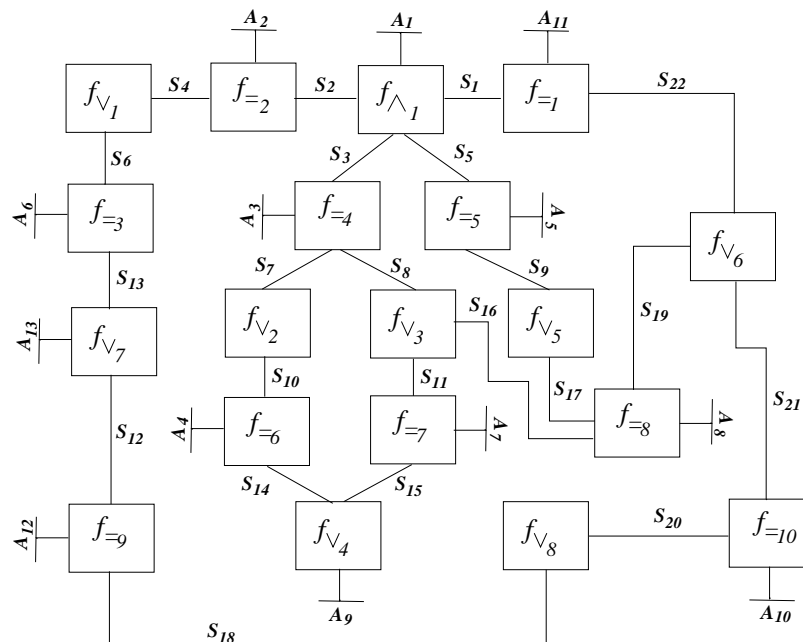 A2 A1 A11
f∨1 S4 f=2 S2 f∧1 S1 f=1 S22
S6 S3 S5
A6 f=3 A3 f=4 f=5 A5
f∨6
S13 S7 S8 S9
A13 f∨7 f∨2 f∨3 S16 f∨5 S19
S10 S11 S17 S21
S12 A4 f=6 f=7 A7 f=8 A8
S14 S15
A12 f=9 f∨4 f∨8 S20 f=10
A9 A10
S18